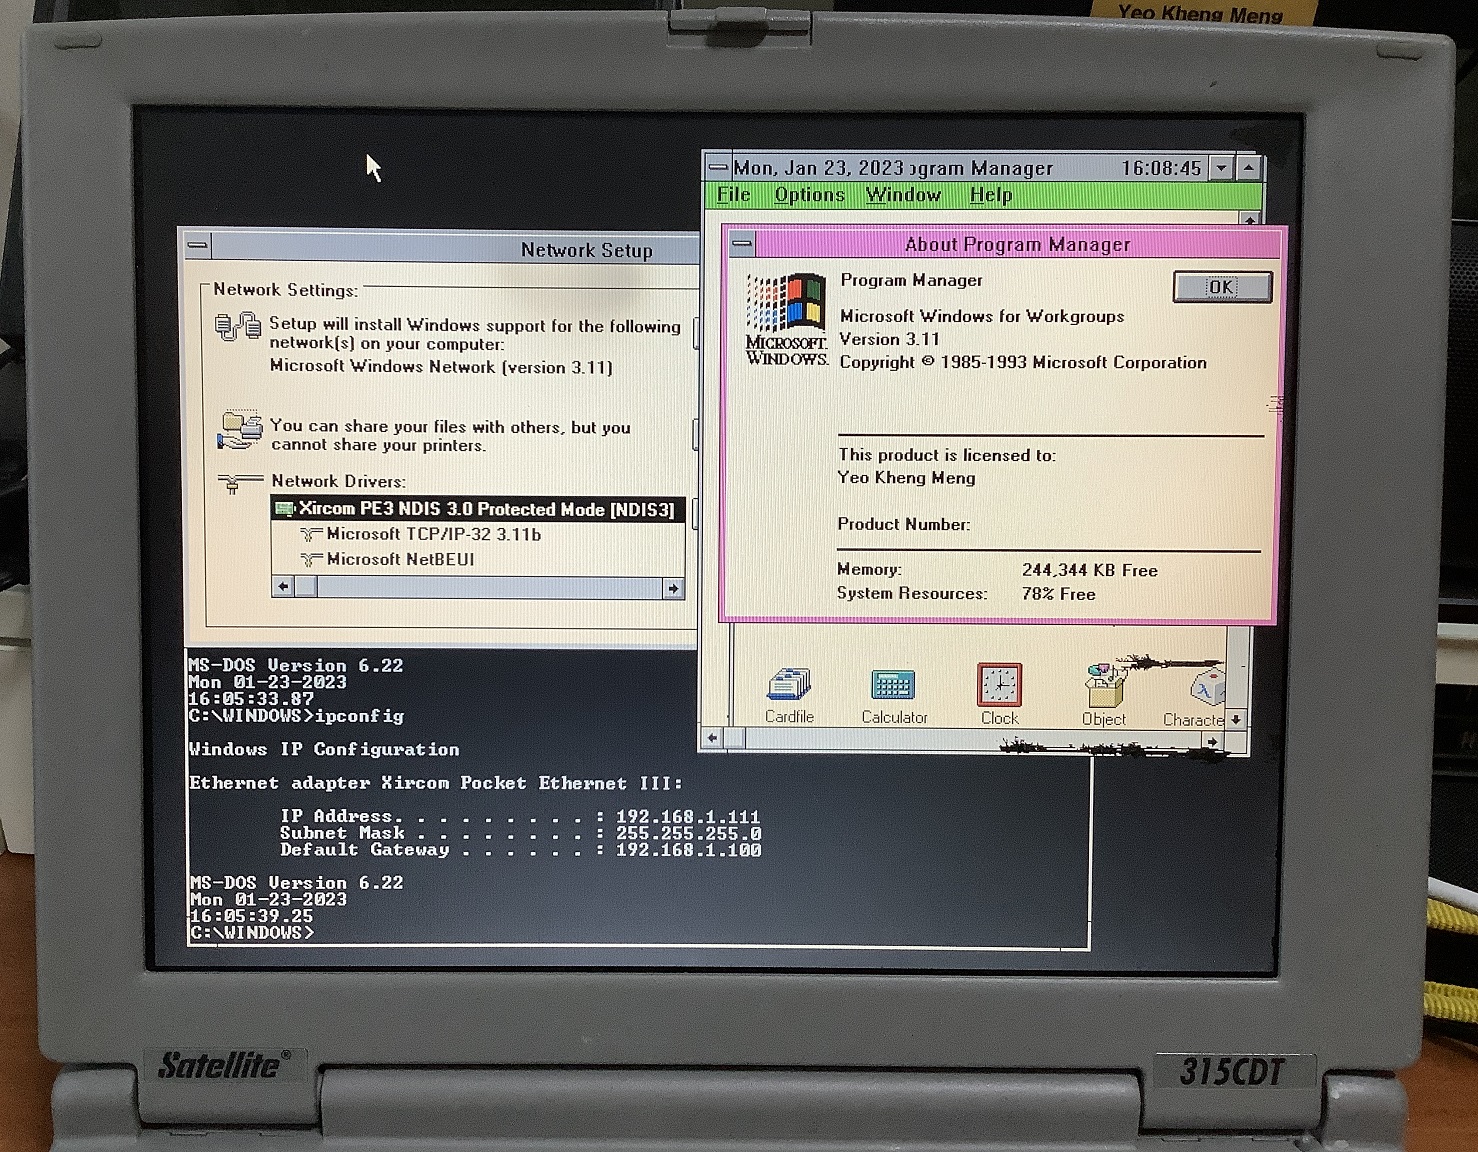 Yeo Kheng Meng
Mon, Jan 23, 2023 ogram Manager 16:08:45
File Options Window Help
Network Setup
Network Settings:
Setup will install Windows support for the following
network(s) on your computer:
Microsoft Windows Network (version 3.11)
You can share your files with others, but you
cannot share your printers.
Network Drivers:
Xircom PE3 NDIS 3.0 Protected Mode [NDIS3]
Microsoft TCP/IP-32 3.11b
Microsoft NetBEUI
About Program Manager
OK
MICROSOFT.
WINDOWS.
Program Manager
Microsoft Windows for Workgroups
Version 3.11
Copyright © 1985-1993 Microsoft Corporation
This product is licensed to:
Yeo Kheng Meng
Product Number:
Memory: 244,344 KB Free
System Resources: 78% Free
Cardfile Calculator Clock Object Characte
MS-DOS Version 6.22
Mon 01-23-2023
16:05:33.87
C:\WINDOWS>ipconfig
Windows IP Configuration
Ethernet adapter Xircom Pocket Ethernet III:
IP Address. . . . . . . . . : 192.168.1.111
Subnet Mask . . . . . . . . : 255.255.255.0
Default Gateway . . . . . . : 192.168.1.100
MS-DOS Version 6.22
Mon 01-23-2023
16:05:39.25
C:\WINDOWS>
Satellite® 315CDT